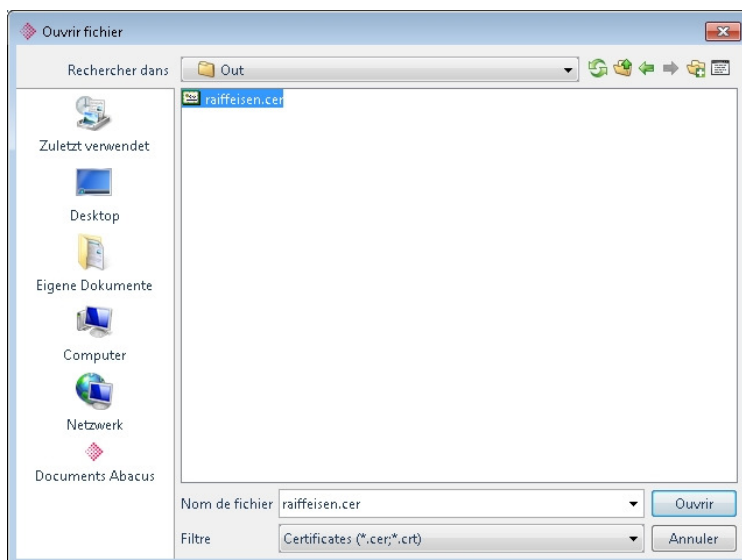 Ouvrir fichier
Rechercher dans
Out
raiffeisen.cer
Zuletzt verwendet
Desktop
Eigene Dokumente
Computer
Netzwerk
Documents Abacus
Nom de fichier raiffeisen.cer Ouvrir
Filtre Certificates (*.cer;*.crt) Annuler